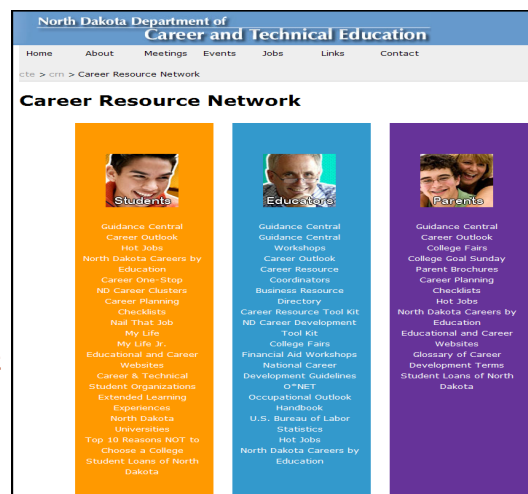 North Dakota Department of
Career and Technical Education
Home About Meetings Events Jobs Links Contact
cte > crn > Career Resource Network
Career Resource Network
Students
Guidance Central
Career Outlook
Hot Jobs
North Dakota Careers by
Education
Career One-Stop
ND Career Clusters
Career Planning
Checklists
Nail That Job
My Life
My Life Jr.
Educational and Career
Websites
Career & Technical
Student Organizations
Extended Learning
Experiences
North Dakota
Universities
Top 10 Reasons NOT to
Choose a College
Student Loans of North
Dakota
Educators
Guidance Central
Workshops
Career Outlook
Career Resource
Coordinators
Business Resource
Directory
Career Resource Tool Kit
ND Career Development
Tool Kit
College Fairs
Financial Aid Workshops
National Career
Development Guidelines
O*NET
Occupational Outlook
Handbook
U.S. Bureau of Labor
Statistics
Hot Jobs
North Dakota Careers by
Education
Parents
Guidance Central
Career Outlook
College Fairs
College Goal Sunday
Parent Brochures
Career Planning
Checklists
Hot Jobs
North Dakota Careers by
Education
Educational and Career
Websites
Glossary of Career
Development Terms
Student Loans of North
Dakota